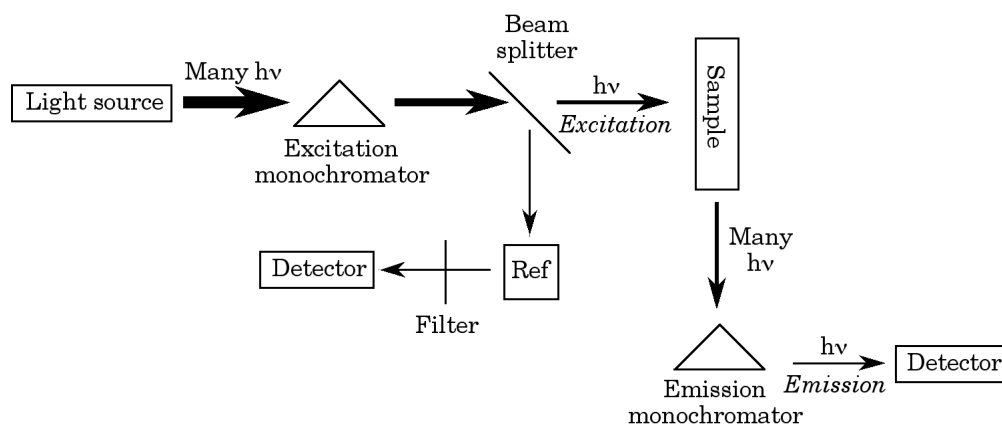 Beam
splitter
Many hν
hν
Light source
Excitation
Sample
Excitation
monochromator
Many
hν
Detector
Ref
Filter
hν
Detector
Emission
Emission
monochromator